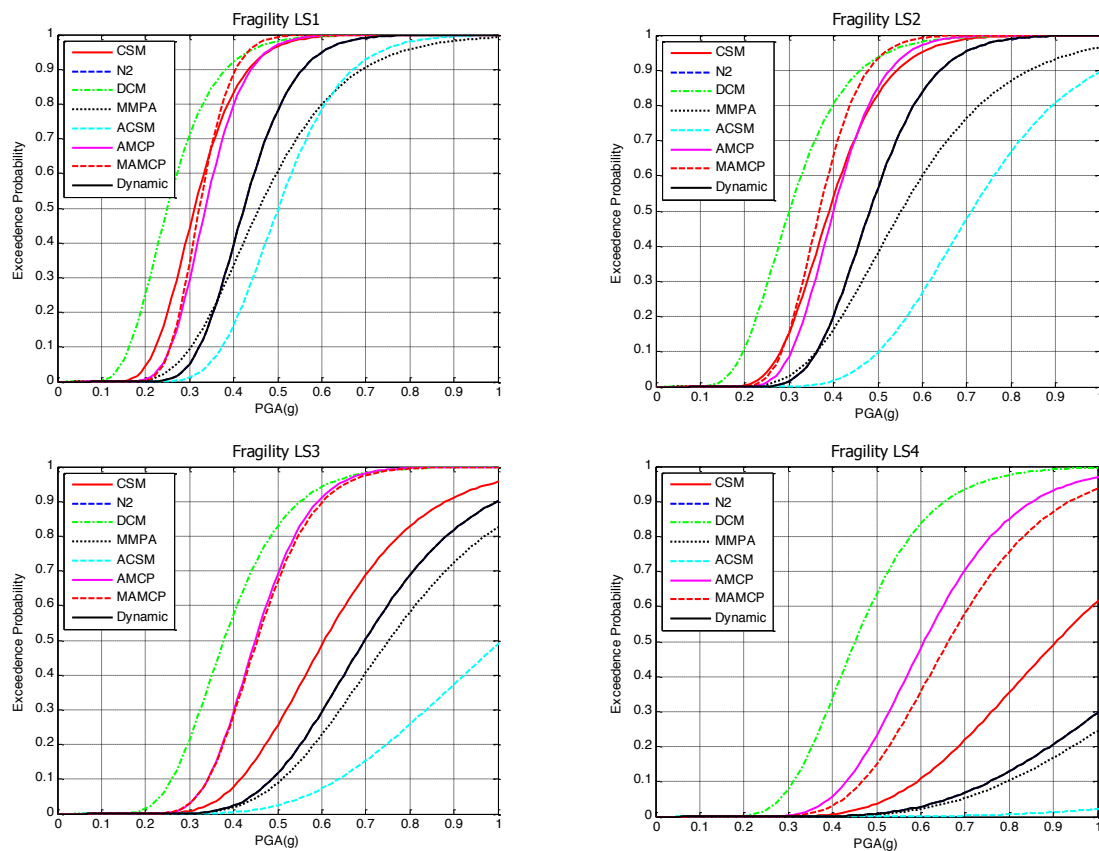 Fragility LS1
1
0.9
0.8
0.7
0.6
0.5
0.4
0.3
0.2
0.1
0
Exceedence Probability
CSM
N2
DCM
MMPA
ACSM
AMCP
MAMCP
Dynamic
0 0.1 0.2 0.3 0.4 0.5 0.6 0.7 0.8 0.9 1
PGA(g)
Fragility LS2
1
0.9
0.8
0.7
0.6
0.5
0.4
0.3
0.2
0.1
0
Exceedence Probability
CSM
N2
DCM
MMPA
ACSM
AMCP
MAMCP
Dynamic
0 0.1 0.2 0.3 0.4 0.5 0.6 0.7 0.8 0.9 1
PGA(g)
Fragility LS3
1
0.9
0.8
0.7
0.6
0.5
0.4
0.3
0.2
0.1
0
Exceedence Probability
CSM
N2
DCM
MMPA
ACSM
AMCP
MAMCP
Dynamic
0 0.1 0.2 0.3 0.4 0.5 0.6 0.7 0.8 0.9 1
PGA(g)
Fragility LS4
1
0.9
0.8
0.7
0.6
0.5
0.4
0.3
0.2
0.1
0
Exceedence Probability
CSM
N2
DCM
MMPA
ACSM
AMCP
MAMCP
Dynamic
0 0.1 0.2 0.3 0.4 0.5 0.6 0.7 0.8 0.9 1
PGA(g)